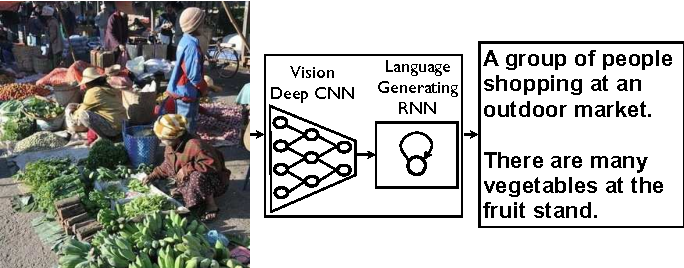 Vision
Deep CNN
Language
Generating
RNN
A group of people
shopping at an
outdoor market.
There are many
vegetables at the
fruit stand.